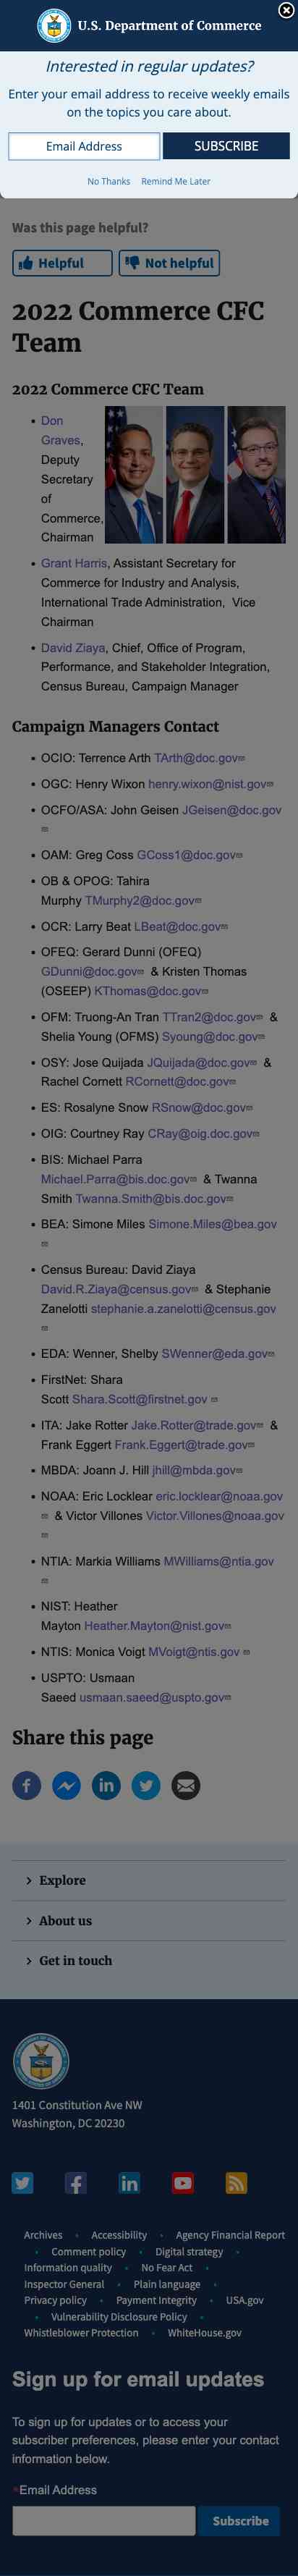 U.S. Department of Commerce
Interested in regular updates?
Enter your email address to receive weekly emails
on the topics you care about.
Email Address
SUBSCRIBE
No Thanks Remind Me Later
Was this page helpful?
Helpful
Not helpful
2022 Commerce CFC
Team
2022 Commerce CFC Team
• Don
Graves,
Deputy
Secretary
of
Commerce,
Chairman
• Grant Harris, Assistant Secretary for
Commerce for Industry and Analysis,
International Trade Administration, Vice
Chairman
• David Ziaya, Chief, Office of Program,
Performance, and Stakeholder Integration,
Census Bureau, Campaign Manager
Campaign Managers Contact
• OCIO: Terrence Arth TArth@doc.gov
• OGC: Henry Wixon henry.wixon@nist.gov
• OCFO/ASA: John Geisen JGeisen@doc.gov
• OAM: Greg Coss GCoss1@doc.gov
• OB & OPOG: Tahira
Murphy TMurphy2@doc.gov
• OCR: Larry Beat LBeat@doc.gov
• OFEQ: Gerard Dunni (OFEQ)
GDunni@doc.gov & Kristen Thomas
(OSEEP) KThomas@doc.gov
• OFM: Truong-An Tran TTran2@doc.gov &
Shelia Young (OFMS) Syoung@doc.gov
• OSY: Jose Quijada JQuijada@doc.gov &
Rachel Cornett RCornett@doc.gov
• ES: Rosalyne Snow RSnow@doc.gov
• OIG: Courtney Ray CRay@oig.doc.gov
• BIS: Michael Parra
Michael.Parra@bis.doc.gov & Twanna
Smith Twanna.Smith@bis.doc.gov
• BEA: Simone Miles Simone.Miles@bea.gov
• Census Bureau: David Ziaya
David.R.Ziaya@census.gov & Stephanie
Zanelotti stephanie.a.zanelotti@census.gov
• EDA: Wenner, Shelby SWenner@eda.gov
• FirstNet: Shara
Scott Shara.Scott@firstnet.gov
• ITA: Jake Rotter Jake.Rotter@trade.gov &
Frank Eggert Frank.Eggert@trade.gov
• MBDA: Joann J. Hill jhill@mbda.gov
• NOAA: Eric Locklear eric.locklear@noaa.gov
& Victor Villones Victor.Villones@noaa.gov
• NTIA: Markia Williams MWilliams@ntia.gov
• NIST: Heather
Mayton Heather.Mayton@nist.gov
• NTIS: Monica Voigt MVoigt@ntis.gov
• USPTO: Usmaan
Saeed usmaan.saeed@uspto.gov
Share this page
Explore
About us
Get in touch
1401 Constitution Ave NW
Washington, DC 20230
Archives • Accessibility • Agency Financial Report
• Comment policy • Digital strategy •
Information quality • No Fear Act •
Inspector General • Plain language •
Privacy policy • Payment Integrity • USA.gov
• Vulnerability Disclosure Policy •
Whistleblower Protection • WhiteHouse.gov
Sign up for email updates
To sign up for updates or to access your
subscriber preferences, please enter your contact
information below.
*Email Address
Subscribe